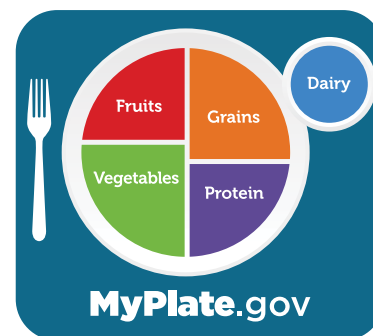 Dairy
Fruits
Grains
Vegetables
Protein
MyPlate.gov